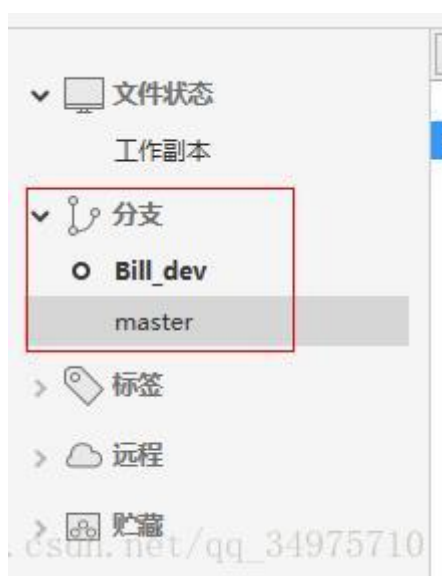 文件状态
工作副本
分支
Bill_dev
master
标签
远程
贮藏
csdn.net/qq_34975710